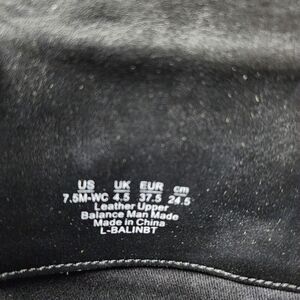 US UK EUR cm
7.5M-WC 4.5 37.5 24.5
Leather Upper
Balance Man Made
Made in China
L-BALINBT